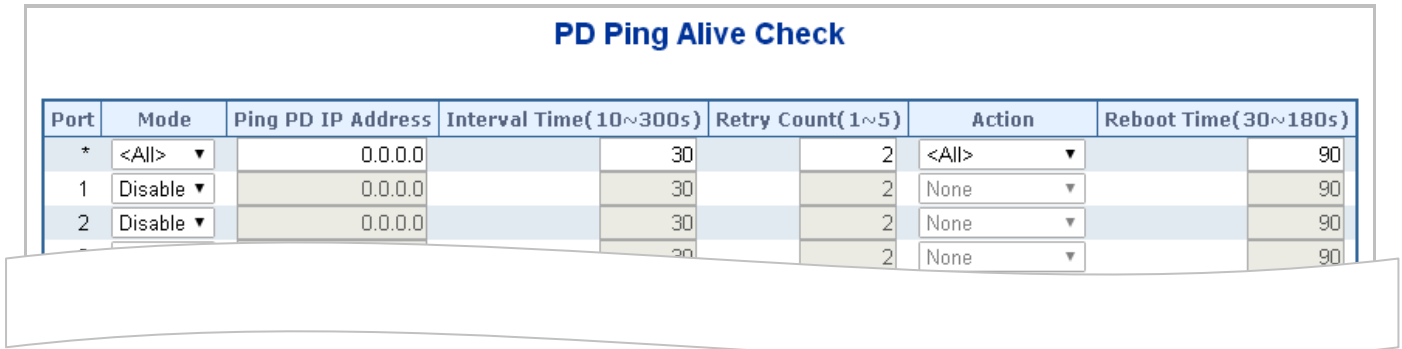 PD Ping Alive Check
Port Mode Ping PD IP Address Interval Time(10~300s) Retry Count(1~5) Action Reboot Time(30~180s)
* <All> 0.0.0.0 30 2 <All> 90
1 Disable 0.0.0.0 30 2 None 90
2 Disable 0.0.0.0 30 2 None 90
30 2 None 90